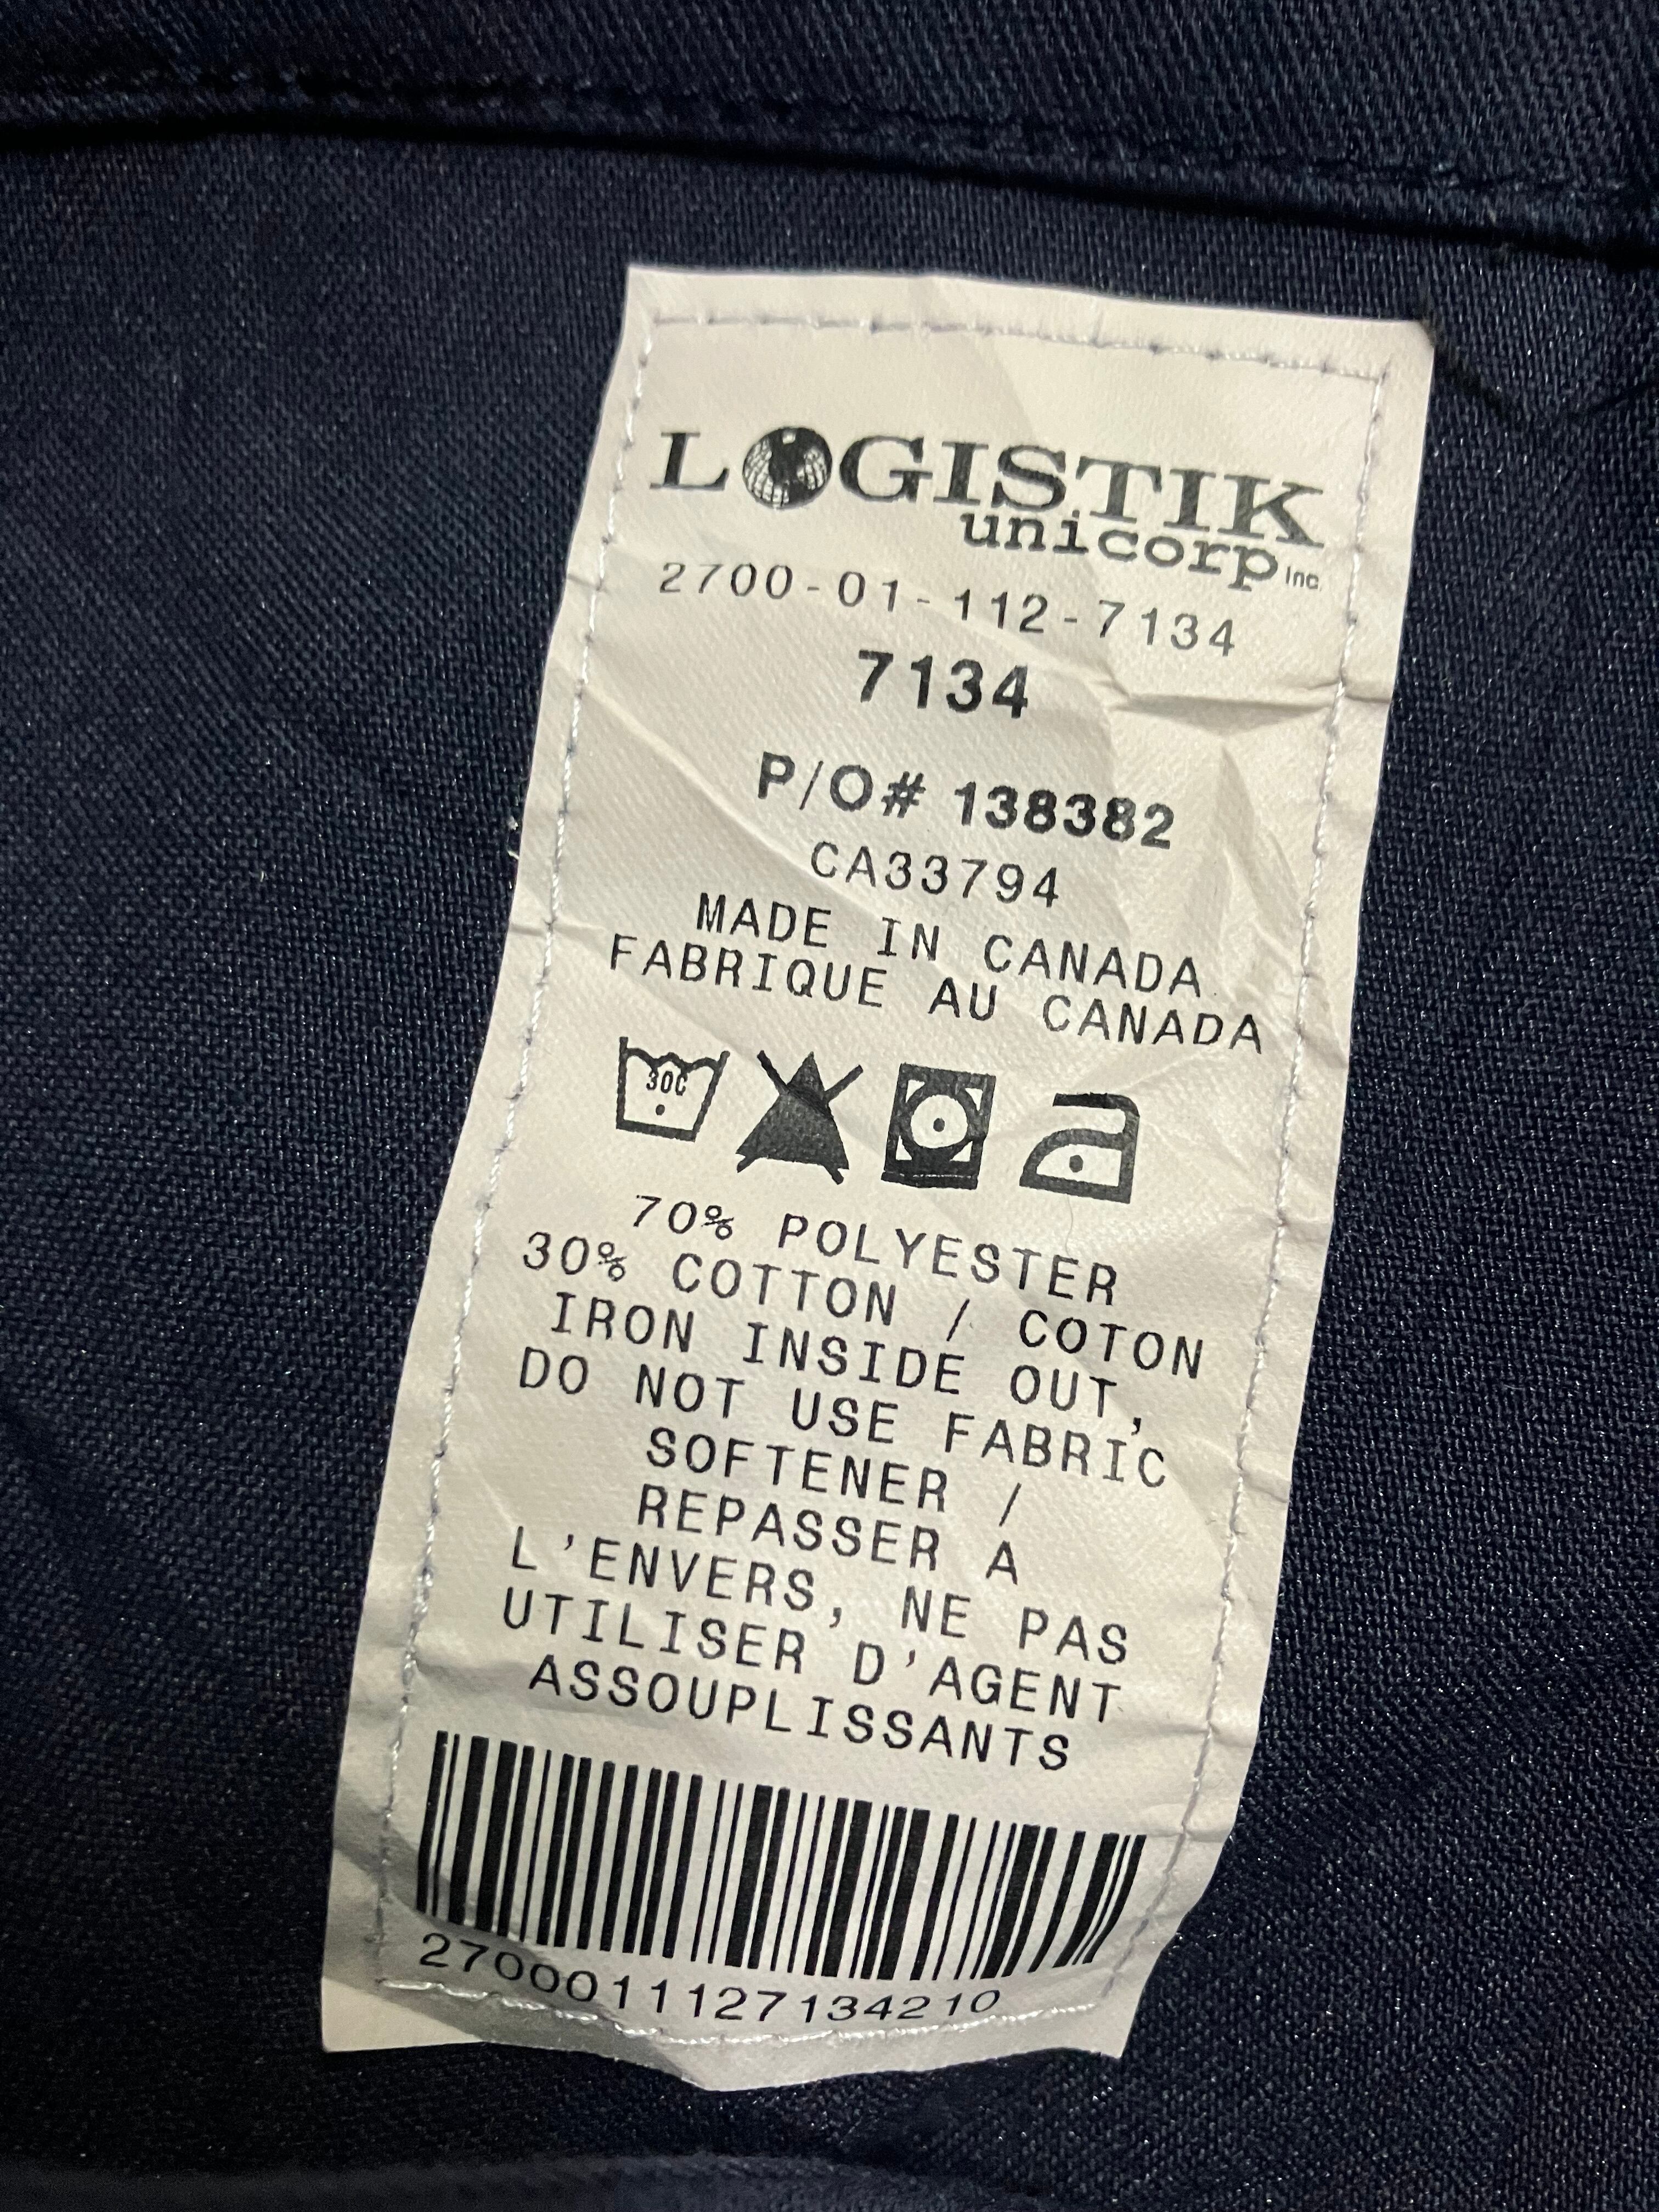 LOGISTIK
unicorp inc.
2700-01-112-7134
7134
P/O# 138382
CA33794
MADE IN CANADA
FABRIQUE AU CANADA
30C
70% POLYESTER
30% COTTON / COTON
IRON INSIDE OUT,
DO NOT USE FABRIC
SOFTENER /
REPASSER A
L'ENVERS, NE PAS
UTILISER D'AGENT
ASSOUPLISSANTS
2700011127134210